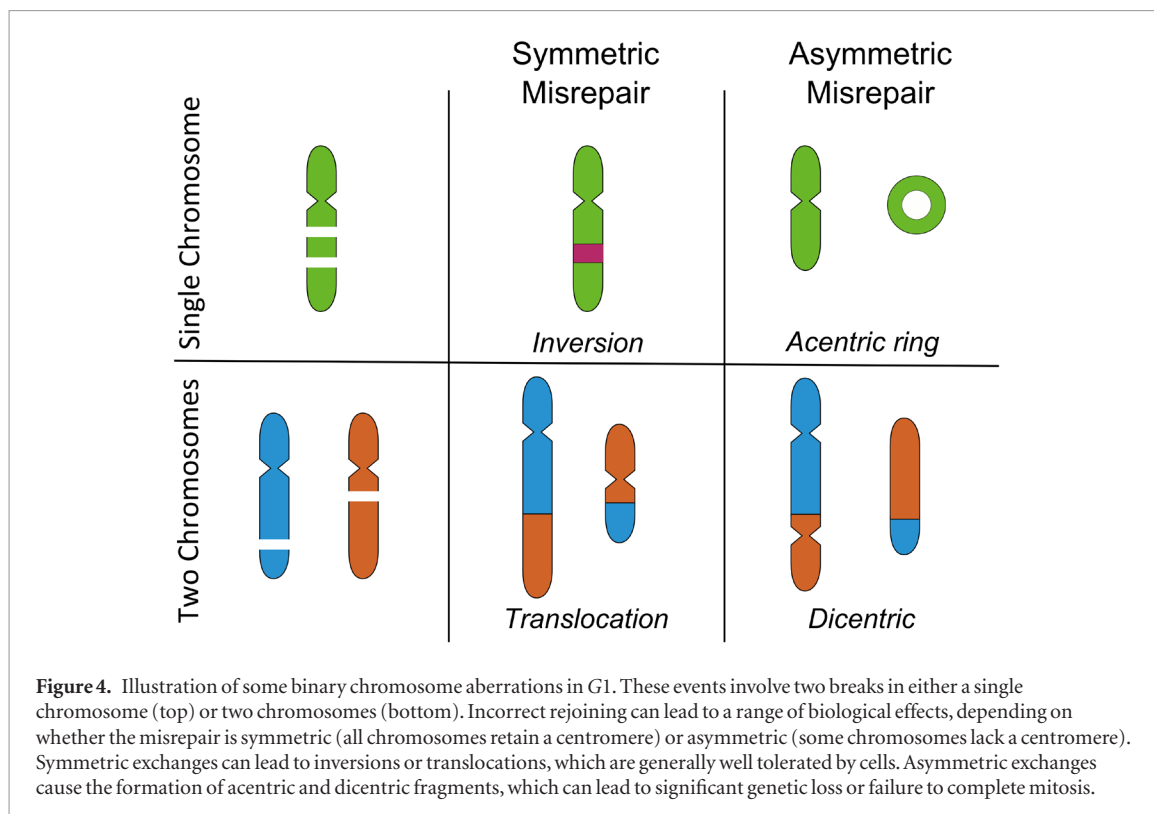 Symmetric
Misrepair
Asymmetric
Misrepair
Single Chromosome
Inversion
Acentric ring
Two Chromosomes
Translocation
Dicentric
Figure 4. Illustration of some binary chromosome aberrations in G1. These events involve two breaks in either a single
chromosome (top) or two chromosomes (bottom). Incorrect rejoining can lead to a range of biological effects, depending on
whether the misrepair is symmetric (all chromosomes retain a centromere) or asymmetric (some chromosomes lack a centromere).
Symmetric exchanges can lead to inversions or translocations, which are generally well tolerated by cells. Asymmetric exchanges
cause the formation of acentric and dicentric fragments, which can lead to significant genetic loss or failure to complete mitosis.